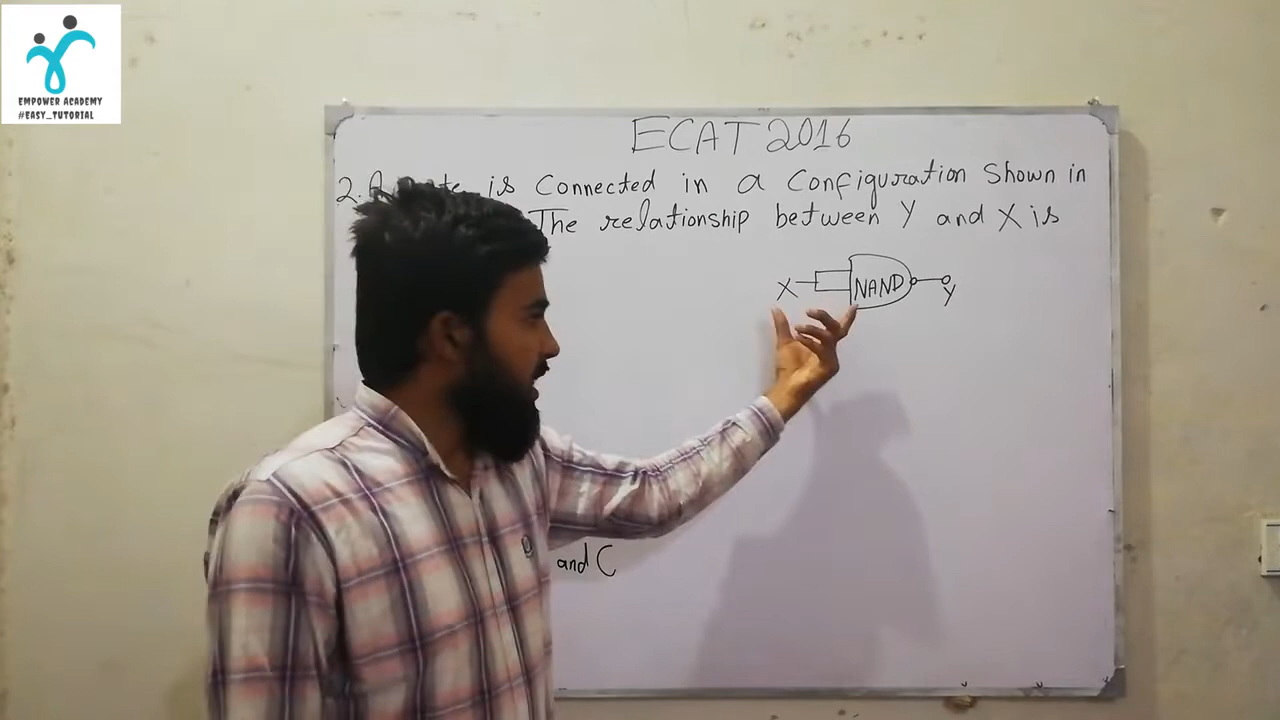 EMPOWER ACADEMY
#EASY_TUTORIAL
ECAT 2016
2. A is Connected in a Configuration Shown in
The relationship between Y and X is
X NAND Y
and C